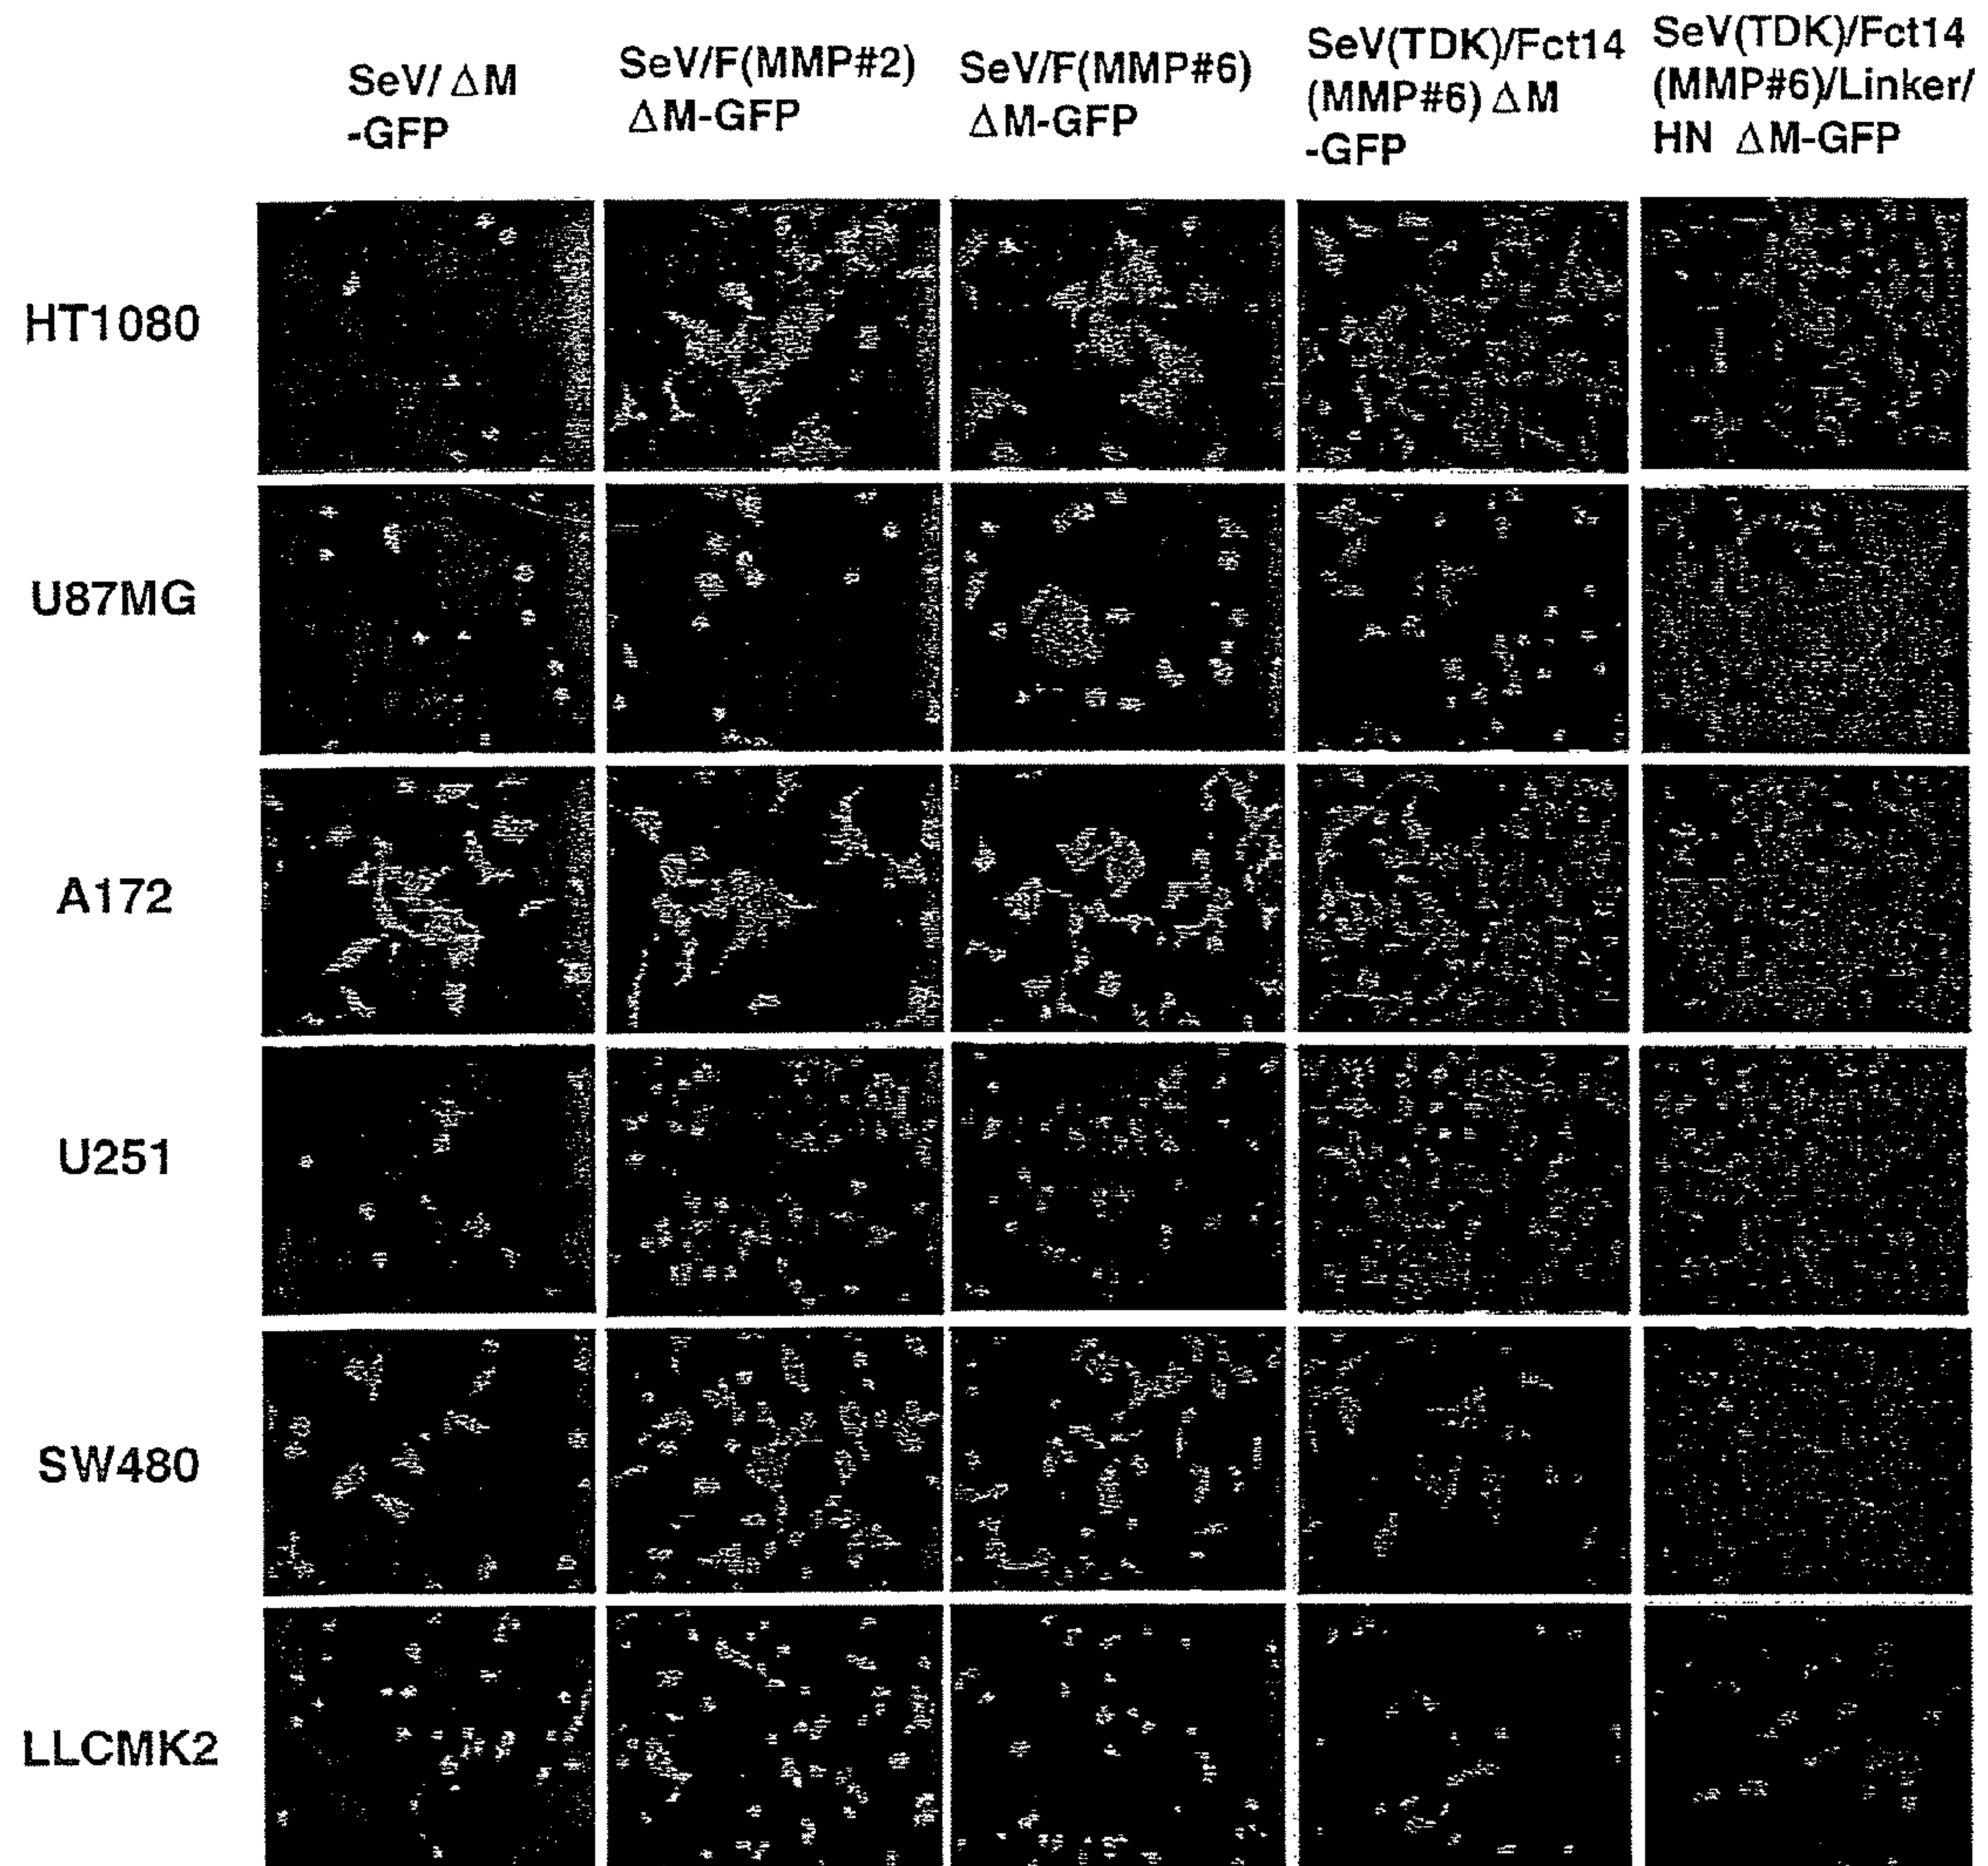 SeV/ ΔM
-GFP
SeV/F(MMP#2)
ΔM-GFP
SeV/F(MMP#6)
ΔM-GFP
SeV(TDK)/Fct14
(MMP#6) ΔM
-GFP
SeV(TDK)/Fct14
(MMP#6)/Linker/
HN ΔM-GFP
HT1080
U87MG
A172
U251
SW480
LLCMK2